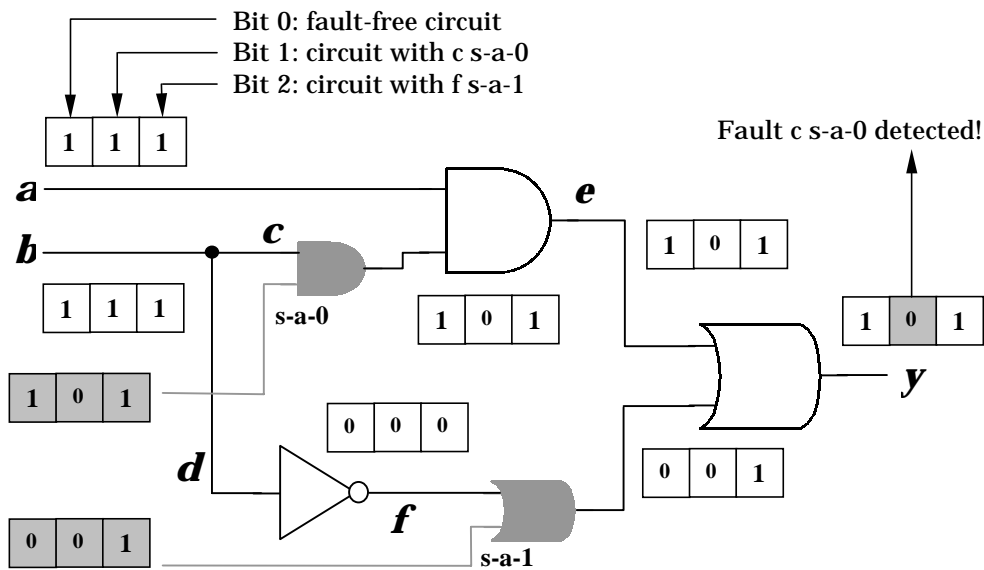 Bit 0: fault-free circuit
Bit 1: circuit with c s-a-0
Bit 2: circuit with f s-a-1
1 1 1
Fault c s-a-0 detected!
a
e
b
c
1 0 1
1 1 1
s-a-0
1 0 1
1 0 1
y
1 0 1
0 0 0
d
0 0 1
f
0 0 1
s-a-1